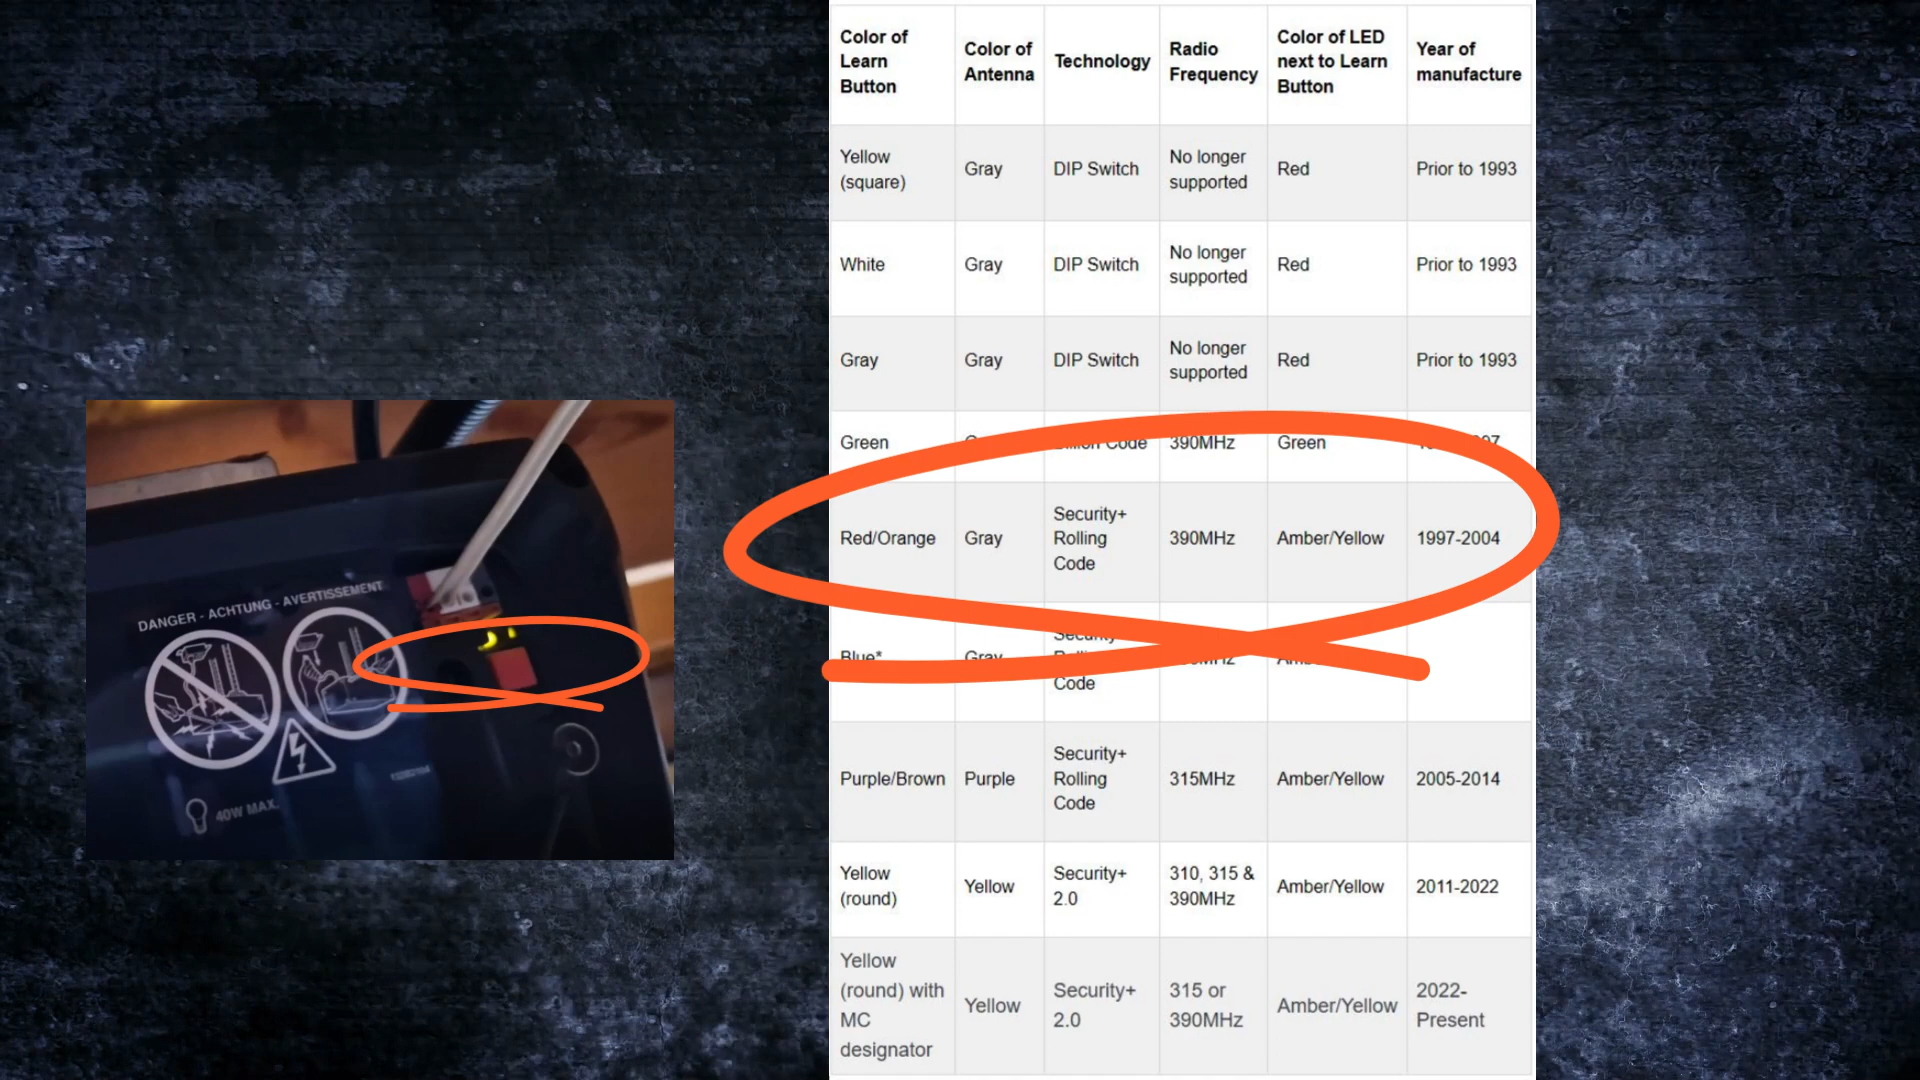 DANGER - ACHTUNG - AVERTISSEMENT
40W MAX.
Color of Learn Button
Color of Antenna
Technology
Radio Frequency
Color of LED next to Learn Button
Year of manufacture
Yellow (square)
Gray
DIP Switch
No longer supported
Red
Prior to 1993
White
Gray
DIP Switch
No longer supported
Red
Prior to 1993
Gray
Gray
DIP Switch
No longer supported
Red
Prior to 1993
Green
Code
390MHz
Green
Red/Orange
Gray
Security+ Rolling Code
390MHz
Amber/Yellow
1997-2004
Blue*
Gray
Code
Purple/Brown
Purple
Security+ Rolling Code
315MHz
Amber/Yellow
2005-2014
Yellow (round)
Yellow
Security+ 2.0
310, 315 & 390MHz
Amber/Yellow
2011-2022
Yellow (round) with MC designator
Yellow
Security+ 2.0
315 or 390MHz
Amber/Yellow
2022-Present